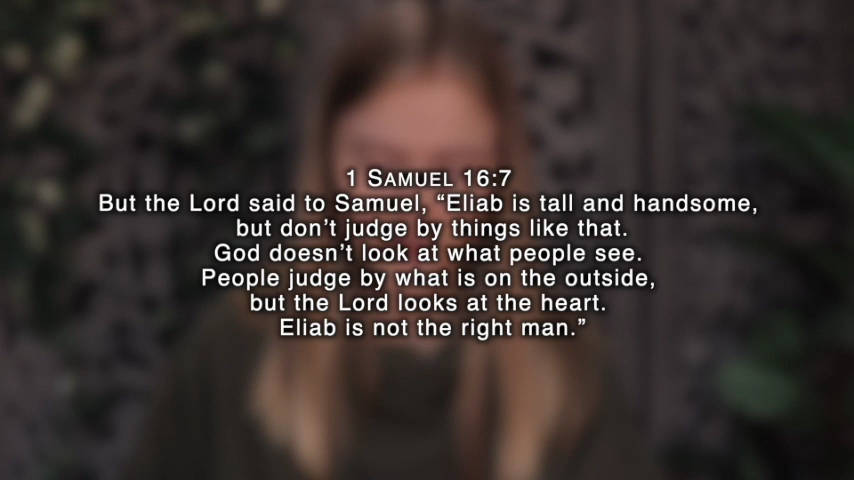 1 SAMUEL 16:7
But the Lord said to Samuel, “Eliab is tall and handsome,
but don’t judge by things like that.
God doesn’t look at what people see.
People judge by what is on the outside,
but the Lord looks at the heart.
Eliab is not the right man.”